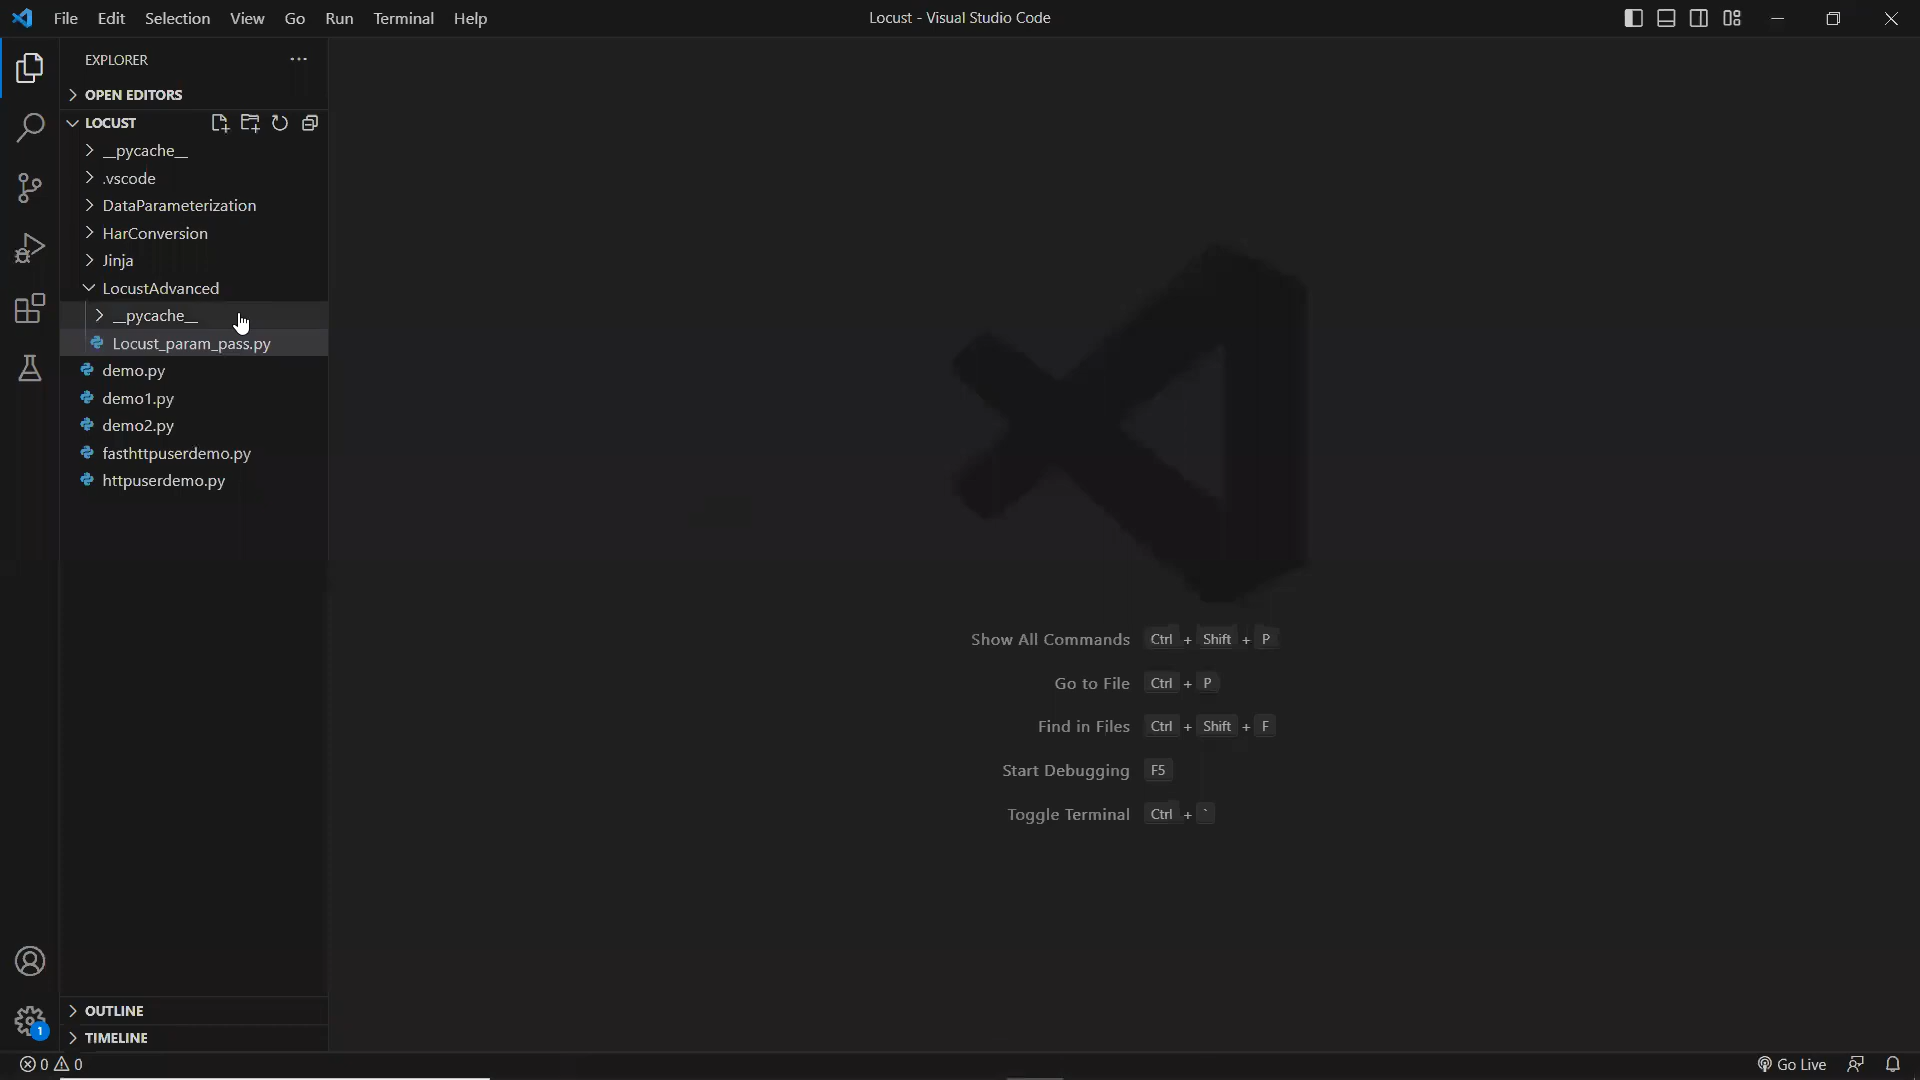 File Edit Selection View Go Run Terminal Help
Locust - Visual Studio Code
EXPLORER
OPEN EDITORS
LOCUST
__pycache__
.vscode
DataParameterization
HarConversion
Jinja
LocustAdvanced
__pycache__
Locust_param_pass.py
demo.py
demo1.py
demo2.py
fasthttpuserdemo.py
httpuserdemo.py
Show All Commands Ctrl + Shift + P
Go to File Ctrl + P
Find in Files Ctrl + Shift + F
Start Debugging F5
Toggle Terminal Ctrl + `
1
OUTLINE
TIMELINE
0 0
Go Live